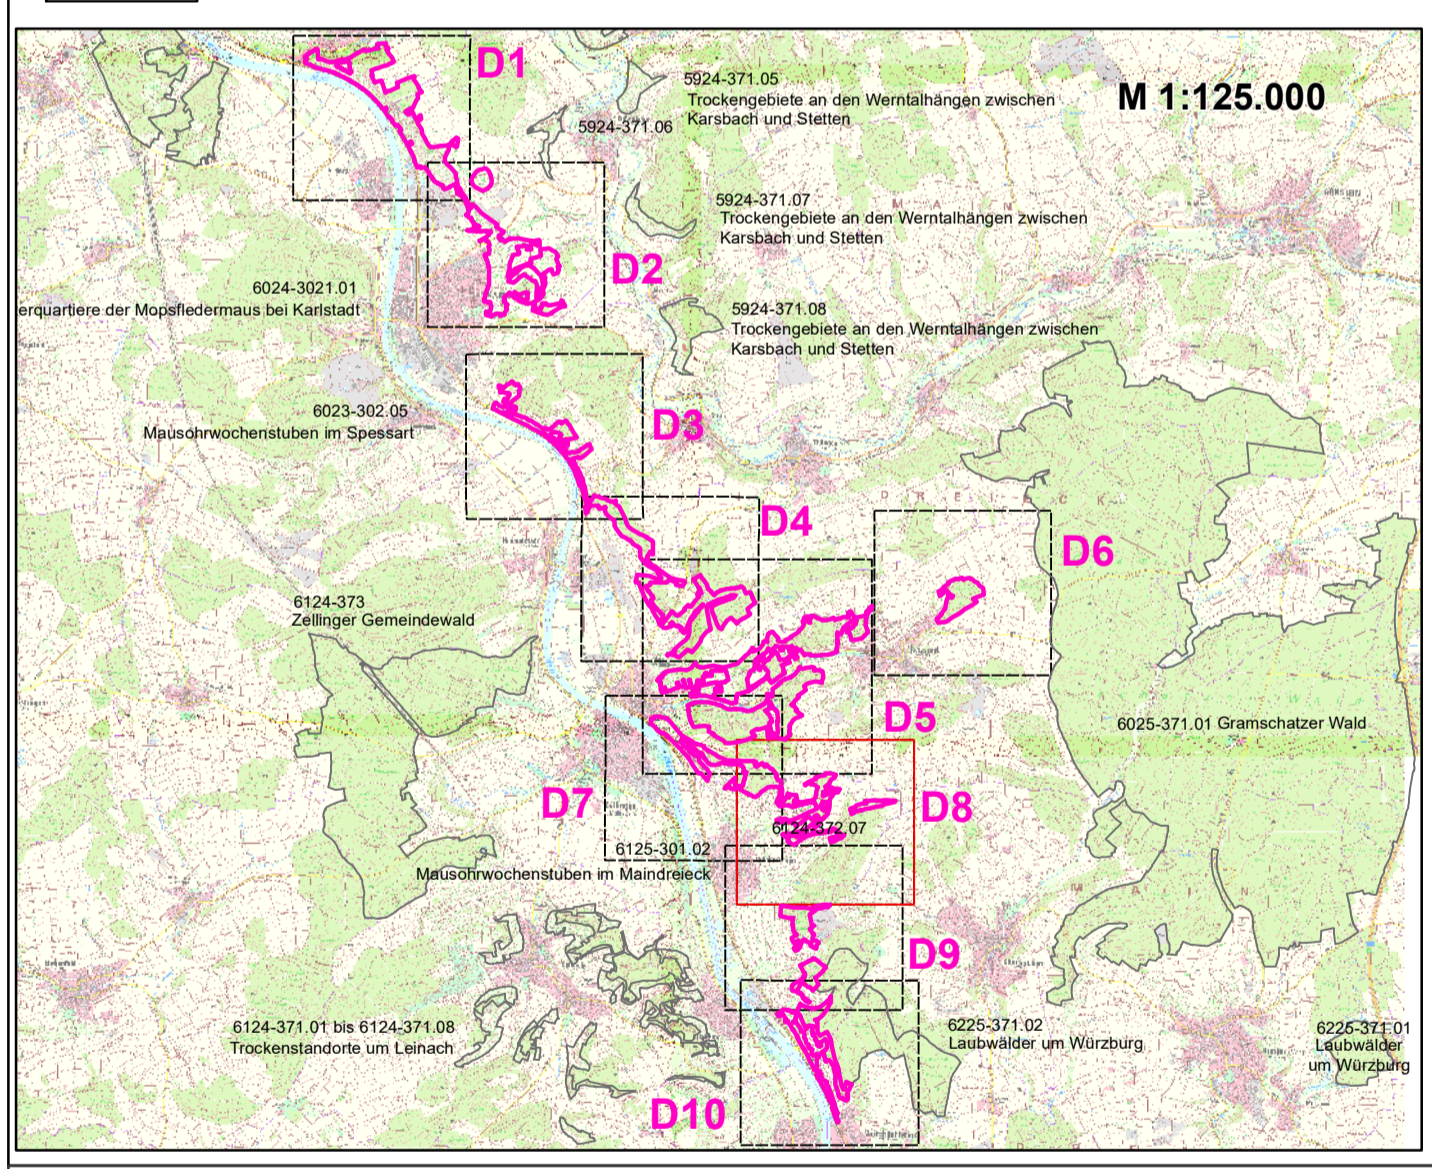 D1
5924-371.05
Trockengebiete an den Werntalhängen zwischen
Karsbach und Stetten
M 1:125.000
5924-371.06
5924-371.07
Trockengebiete an den Werntalhängen zwischen
Karsbach und Stetten
M A I N
D2
6024-3021.01
erquartiere der Mopsfledermaus bei Karlstadt
5924-371.08
Trockengebiete an den Werntalhängen zwischen
Karsbach und Stetten
6023-302.05
Mausohrwochenstuben im Spessart
D3
D R E I E C K
D4
D6
6124-373
Zellinger Gemeindewald
D5
6025-371.01 Gramschatzer Wald
D7
D8
6124-372.07
6125-301.02
Mausohrwochenstuben im Maindreieck
M A I N
D9
6124-371.01 bis 6124-371.08
Trockenstandorte um Leinach
6225-371.02
Laubwälder um Würzburg
6225-371.01
Laubwälder
um Würzburg
D10